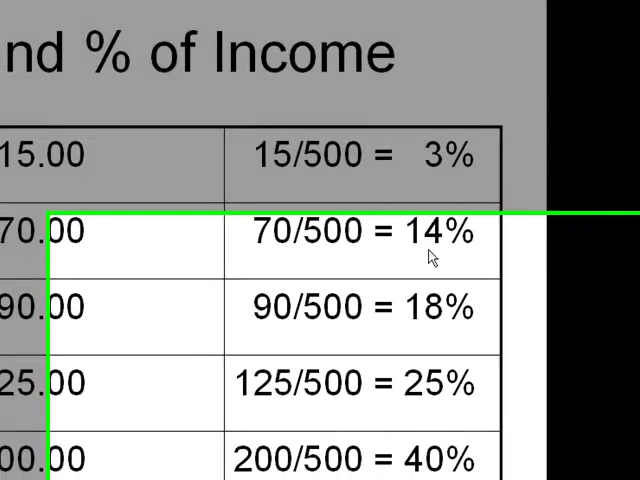 nd % of Income
15.00 15/500 = 3%
70.00 70/500 = 14%
90.00 90/500 = 18%
25.00 125/500 = 25%
00.00 200/500 = 40%